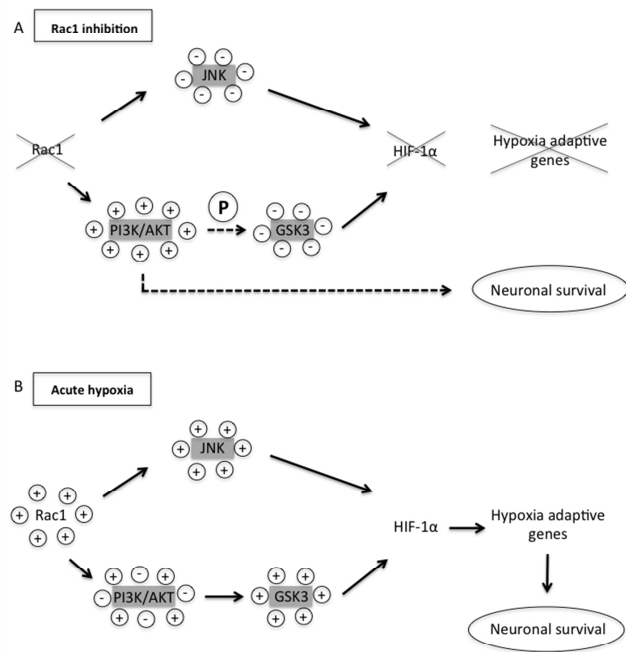 A
Rac1 inhibition
- - -
JNK
- - -
Rac1
HIF-1α
Hypoxia adaptive
genes
+ + +
+ PI3K/AKT +
+ + +
P
- -
- GSK3 -
- -
Neuronal survival
B
Acute hypoxia
+ +
+ JNK +
+ +
+ +
+ Rac1 +
+ +
HIF-1α
Hypoxia adaptive
genes
+ - +
- PI3K/AKT -
+ - +
+ +
+ GSK3 +
+ +
Neuronal survival